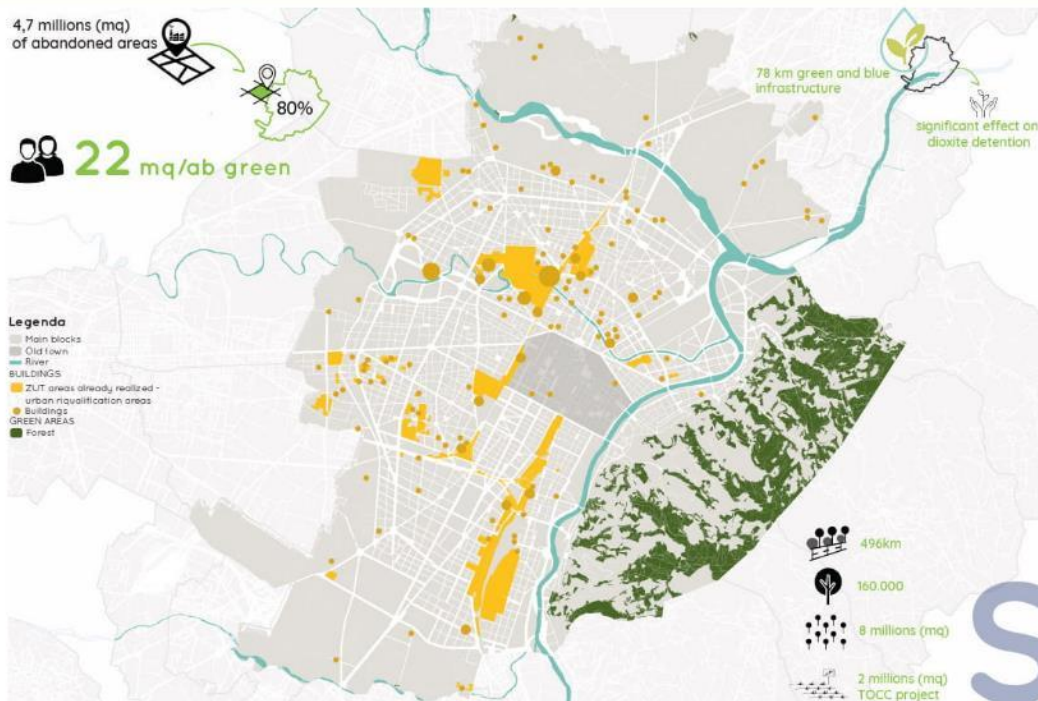 4,7 millions (mq)
of abandoned areas
80%
22 mq/ab green
78 km green and blue
infrastructure
significant effect on
dioxite detention
Legenda
Main blocks
Old town
River
BUILDINGS
ZUT areas already realized -
urban riqualification areas
Buildings
GREEN AREAS
Forest
496km
160.000
8 millions (mq)
2 millions (mq)
TOCC project
S